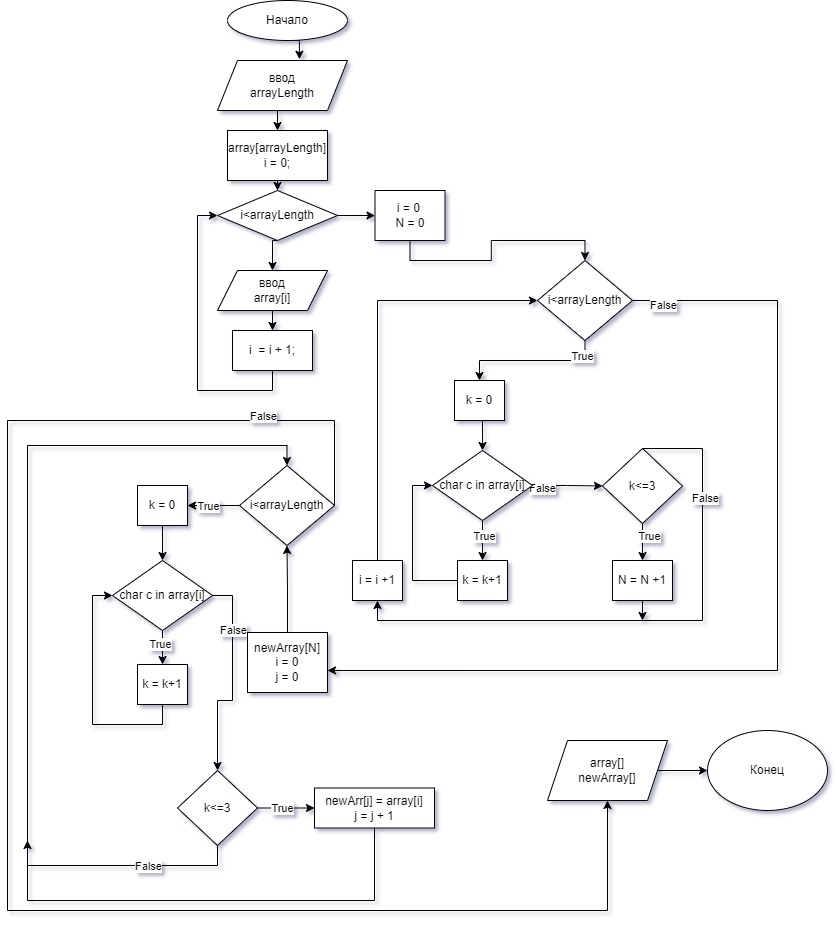 Начало
ввод
arrayLength
array[arrayLength]
i = 0;
i<arrayLength
i = 0
N = 0
ввод
array[i]
i = i + 1;
i<arrayLength
False
True
k = 0
char c in array[i]
False
k<=3
False
True
True
i = i +1
k = k+1
N = N +1
False
i<arrayLength
True
k = 0
char c in array[i]
False
True
k = k+1
newArray[N]
i = 0
j = 0
k<=3
True
newArr[j] = array[i]
j = j + 1
False
array[]
newArray[]
Конец